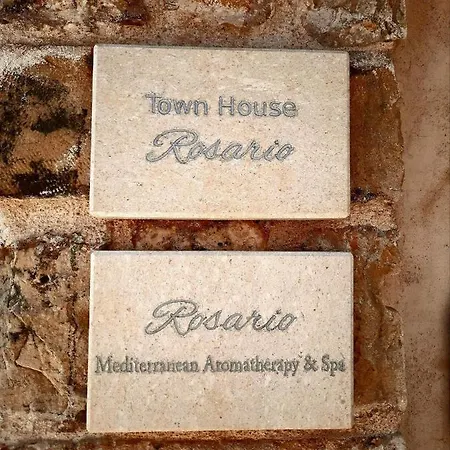 Town House
Rosario
Rosario
Mediterranean Aromatherapy & Spa